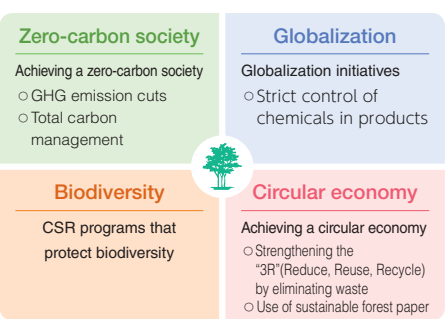 Zero-carbon society
Achieving a zero-carbon society
○ GHG emission cuts
○ Total carbon
management
Globalization
Globalization initiatives
○ Strict control of
chemicals in products
Biodiversity
CSR programs that
protect biodiversity
Circular economy
Achieving a circular economy
○ Strengthening the
“3R”(Reduce, Reuse, Recycle)
by eliminating waste
○ Use of sustainable forest paper